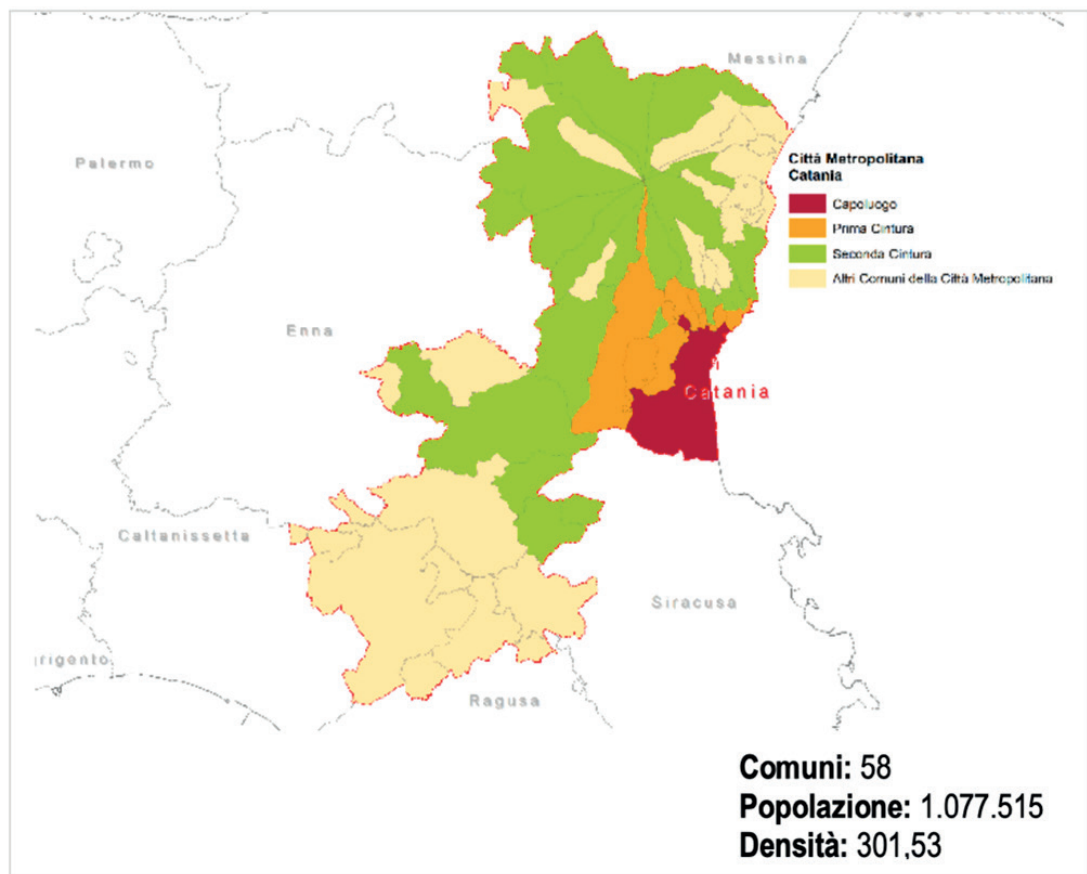 Messina
Palermo
Città Metropolitana
Catania
Capoluogo
Prima Cintura
Seconda Cintura
Altri Comuni della Città Metropolitana
Enna
Catania
Caltanissetta
Siracusa
rigento
Ragusa
Comuni: 58
Popolazione: 1.077.515
Densità: 301,53